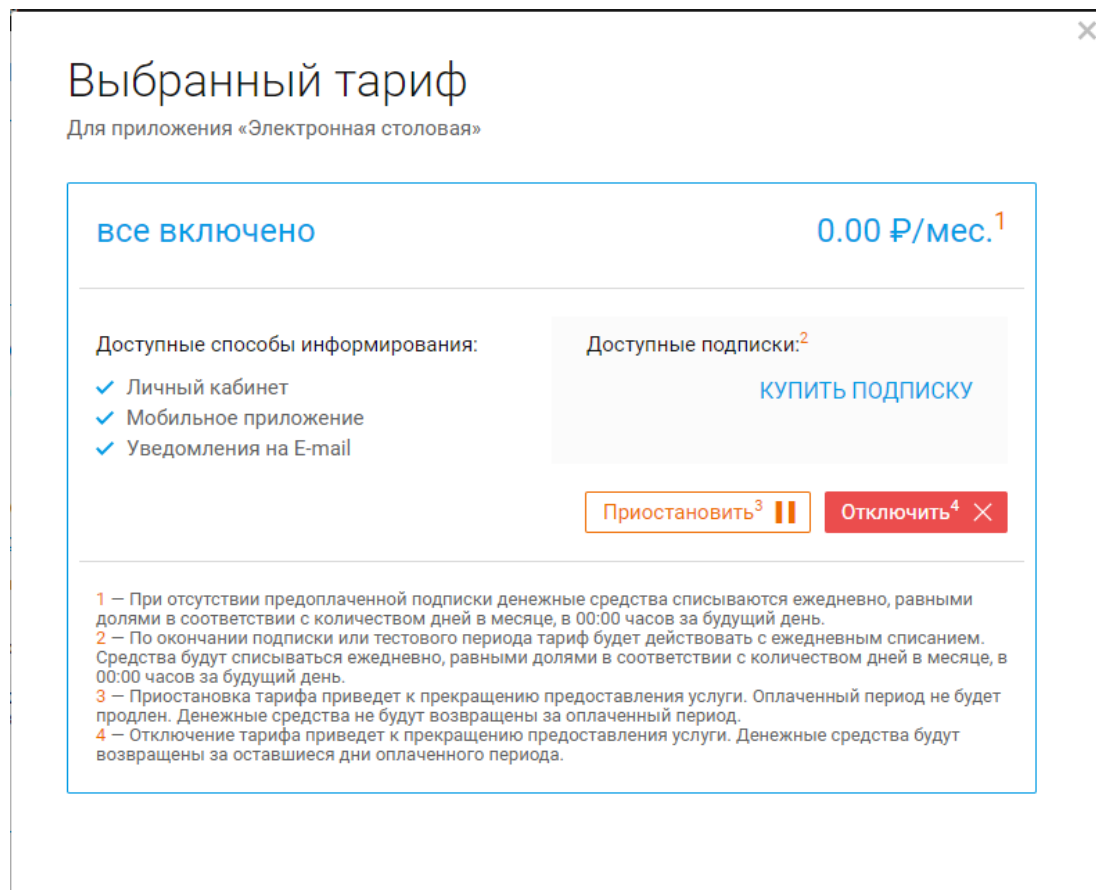 Выбранный тариф
Для приложения «Электронная столовая»
все включено
0.00 ₽/мес.1
Доступные способы информирования:
Личный кабинет
Мобильное приложение
Уведомления на E-mail
Доступные подписки:2
КУПИТЬ ПОДПИСКУ
Приостановить3
Отключить4
1 — При отсутствии предоплаченной подписки денежные средства списываются ежедневно, равными
долями в соответствии с количеством дней в месяце, в 00:00 часов за будущий день.
2 — По окончании подписки или тестового периода тариф будет действовать с ежедневным списанием.
Средства будут списываться ежедневно, равными долями в соответствии с количеством дней в месяце, в
00:00 часов за будущий день.
3 — Приостановка тарифа приведет к прекращению предоставления услуги. Оплаченный период не будет
продлен. Денежные средства не будут возвращены за оплаченный период.
4 — Отключение тарифа приведет к прекращению предоставления услуги. Денежные средства будут
возвращены за оставшиеся дни оплаченного периода.